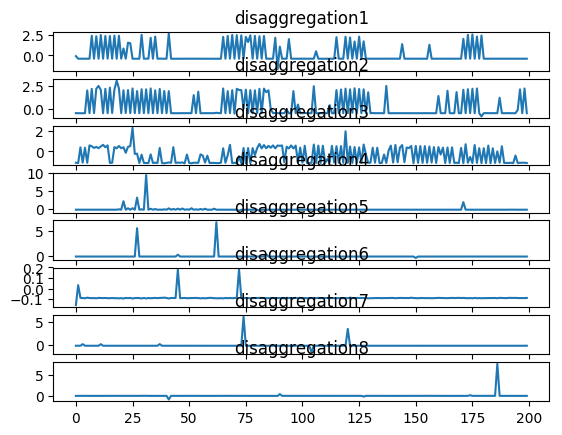 disaggregation1
2.5
0.0
disaggregation2
2.5
0.0
disaggregation3
2
0
disaggregation4
10
5
0
disaggregation5
5
0
disaggregation6
0.2
0.1
0.0
−0.1
disaggregation7
5
0
disaggregation8
5
0
0 25 50 75 100 125 150 175 200